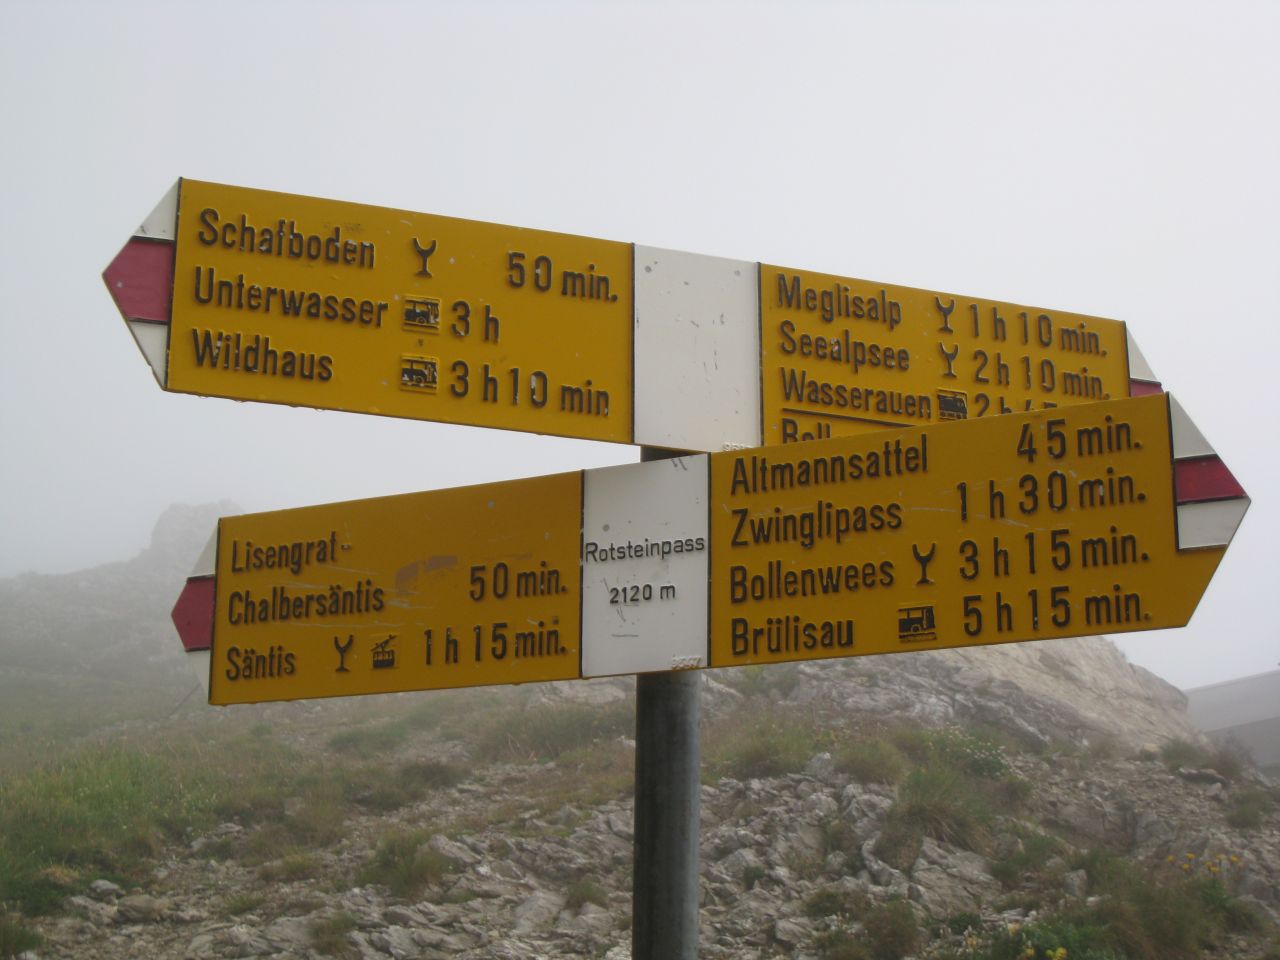 Schafboden 50 min.
Unterwasser 3 h
Wildhaus 3 h 10 min
Meglisalp 1 h 10 min.
Seealpsee 2 h 10 min.
Wasserauen
Lisengrat-
Chalbersäntis 50 min.
Säntis 1 h 15 min.
Rotsteinpass
2120 m
Altmannsattel 45 min.
Zwinglipass 1 h 30 min.
Bollenwees 3 h 15 min.
Brülisau 5 h 15 min.